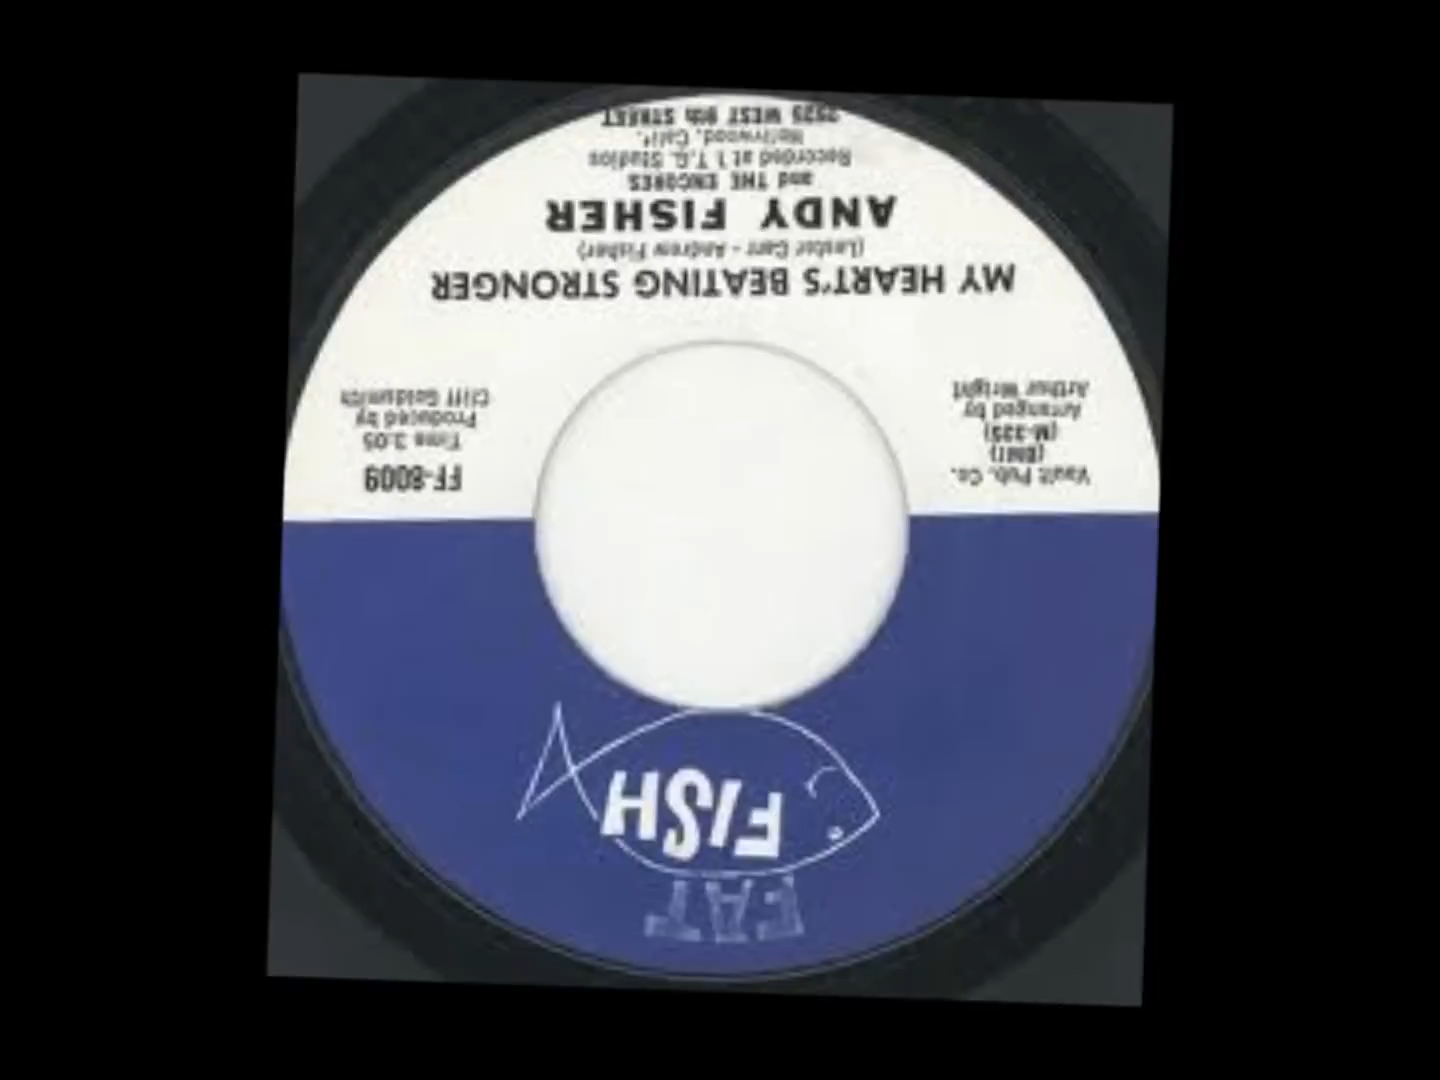 FAT
FISH
Vault Pub. Co.
(BMI)
(M-335)
Arranged by
Arthur Wright
FF-8009
Time 3.05
Produced by
Cliff Goldsmith
MY HEART'S BEATING STRONGER
(Lester Carr - Andrew Fisher)
ANDY FISHER
and THE ENCORES
Recorded at I.T.G. Studios
Hollywood, Calif.
2525 WEST 9th STREET